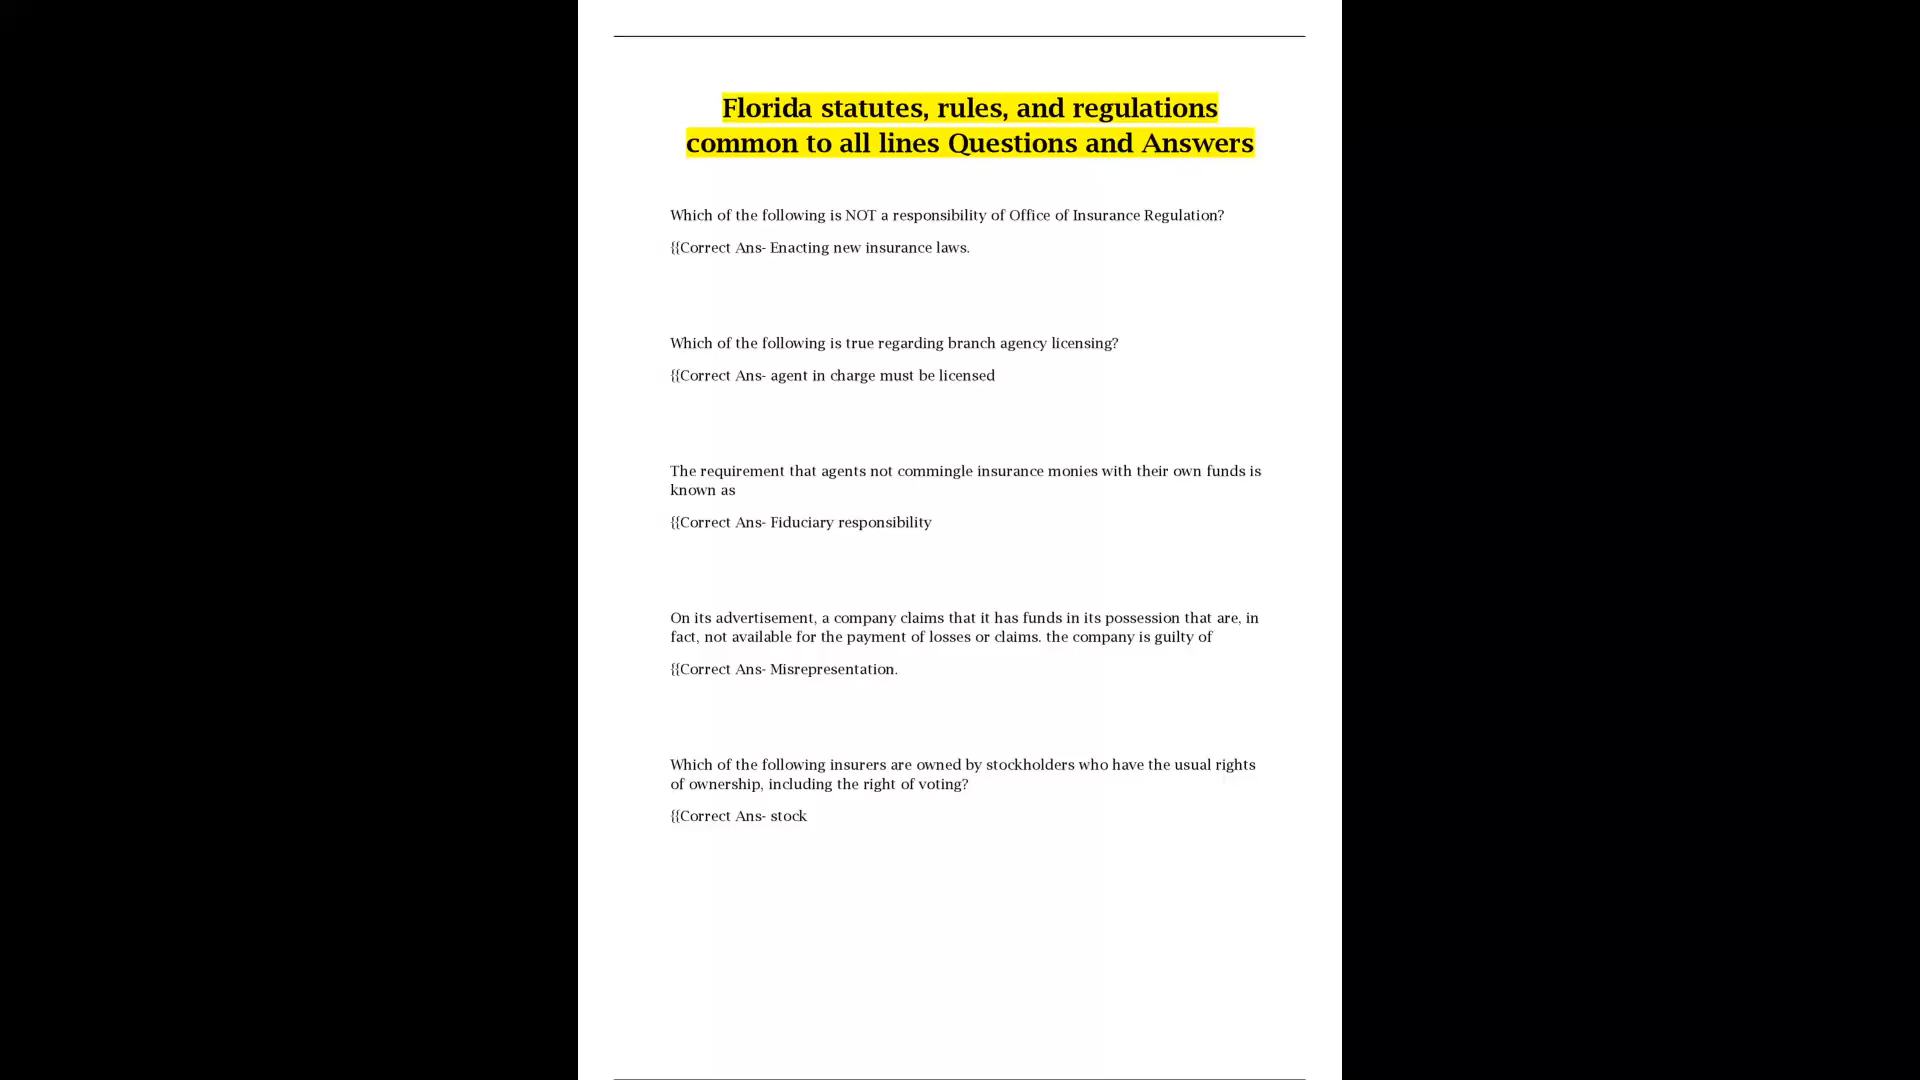 Florida statutes, rules, and regulations
common to all lines Questions and Answers
Which of the following is NOT a responsibility of Office of Insurance Regulation?
{{Correct Ans- Enacting new insurance laws.
Which of the following is true regarding branch agency licensing?
{{Correct Ans- agent in charge must be licensed
The requirement that agents not commingle insurance monies with their own funds is
known as
{{Correct Ans- Fiduciary responsibility
On its advertisement, a company claims that it has funds in its possession that are, in
fact, not available for the payment of losses or claims. the company is guilty of
{{Correct Ans- Misrepresentation.
Which of the following insurers are owned by stockholders who have the usual rights
of ownership, including the right of voting?
{{Correct Ans- stock